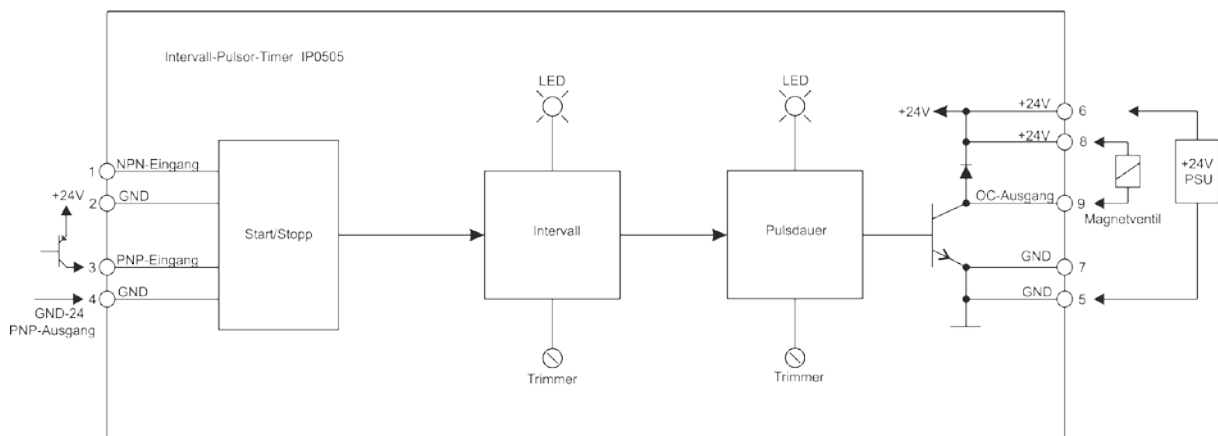 Intervall-Pulsor-Timer IP0505
LED
LED
+24V
+24V
6
+24V
8
+24V
PSU
1
NPN-Eingang
+24V
2
GND
Start/Stopp
Intervall
Pulsdauer
OC-Ausgang
9
Magnetventil
3
PNP-Eingang
GND
7
4
GND
GND
5
GND-24
PNP-Ausgang
Trimmer
Trimmer